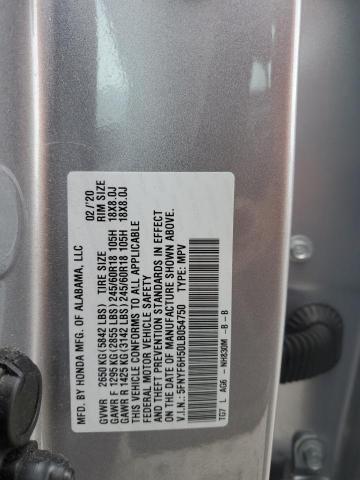 MFD. BY HONDA MFG. OF ALABAMA, LLC 02/'20
GVWR 2650 KG(5842 LBS) TIRE SIZE RIM SIZE
GAWR F 1295 KG(2855 LBS) 245/60R18 105H 18X8.0J
GAWR R 1425 KG(3142 LBS) 245/60R18 105H 18X8.0J
THIS VEHICLE CONFORMS TO ALL APPLICABLE
FEDERAL MOTOR VEHICLE SAFETY
AND THEFT PREVENTION STANDARDS IN EFFECT
ON THE DATE OF MANUFACTURE SHOWN ABOVE.
V.I.N.: 5FNYF6H50LB054750 TYPE: MPV
TG7 L AG6 - NH830M -B -B